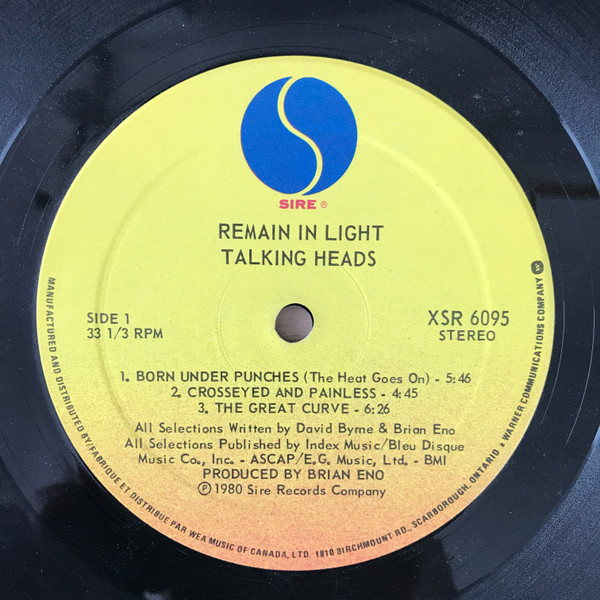 SIRE ®
REMAIN IN LIGHT
TALKING HEADS
SIDE 1
33 1/3 RPM
XSR 6095
STEREO
1. BORN UNDER PUNCHES (The Heat Goes On) - 5:46
2. CROSSEYED AND PAINLESS - 4:45
3. THE GREAT CURVE - 6:26
All Selections Written by David Byrne & Brian Eno
All Selections Published by Index Music/Bleu Disque
Music Co., Inc. - ASCAP/E.G. Music, Ltd. - BMI
PRODUCED BY BRIAN ENO
Ⓟ 1980 Sire Records Company
MANUFACTURED AND DISTRIBUTED BY/FABRIQUÉ ET DISTRIBUÉ PAR WEA MUSIC OF CANADA, LTD. 1810 BIRCHMOUNT RD., SCARBOROUGH, ONTARIO • A WARNER COMMUNICATIONS COMPANY